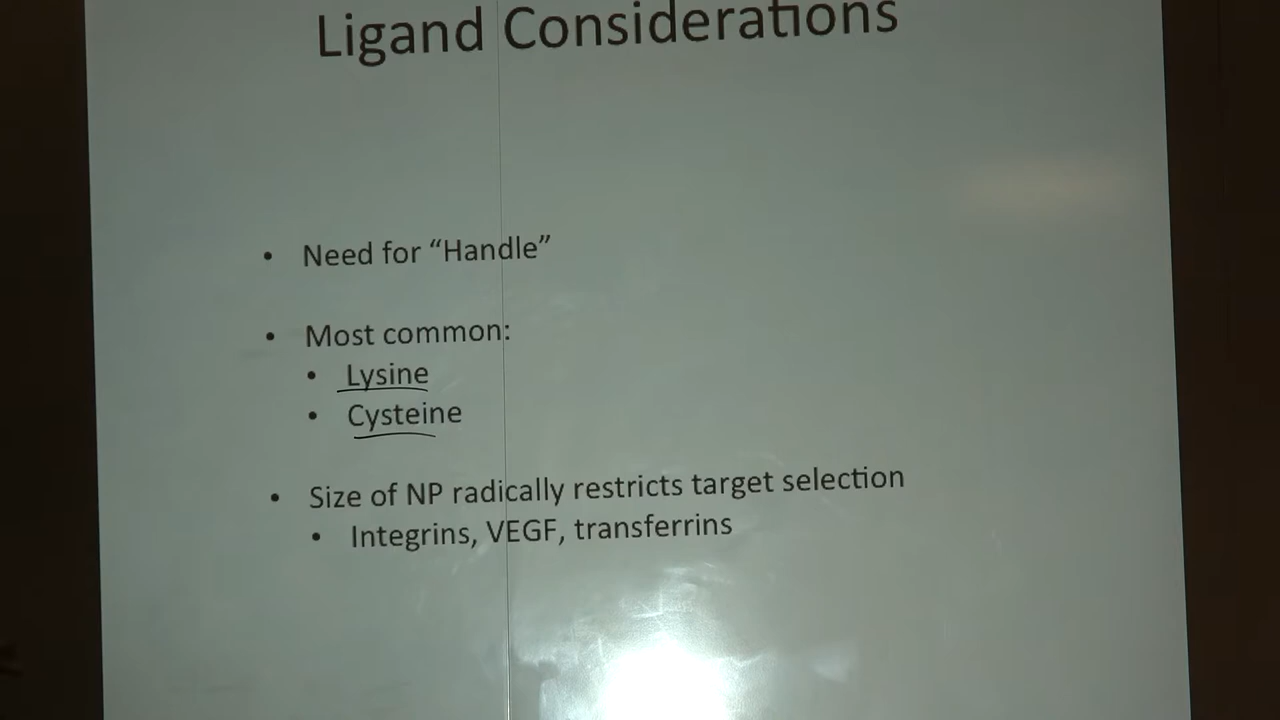 Ligand Considerations
• Need for “Handle”
• Most common:
• Lysine
• Cysteine
• Size of NP radically restricts target selection
• Integrins, VEGF, transferrins